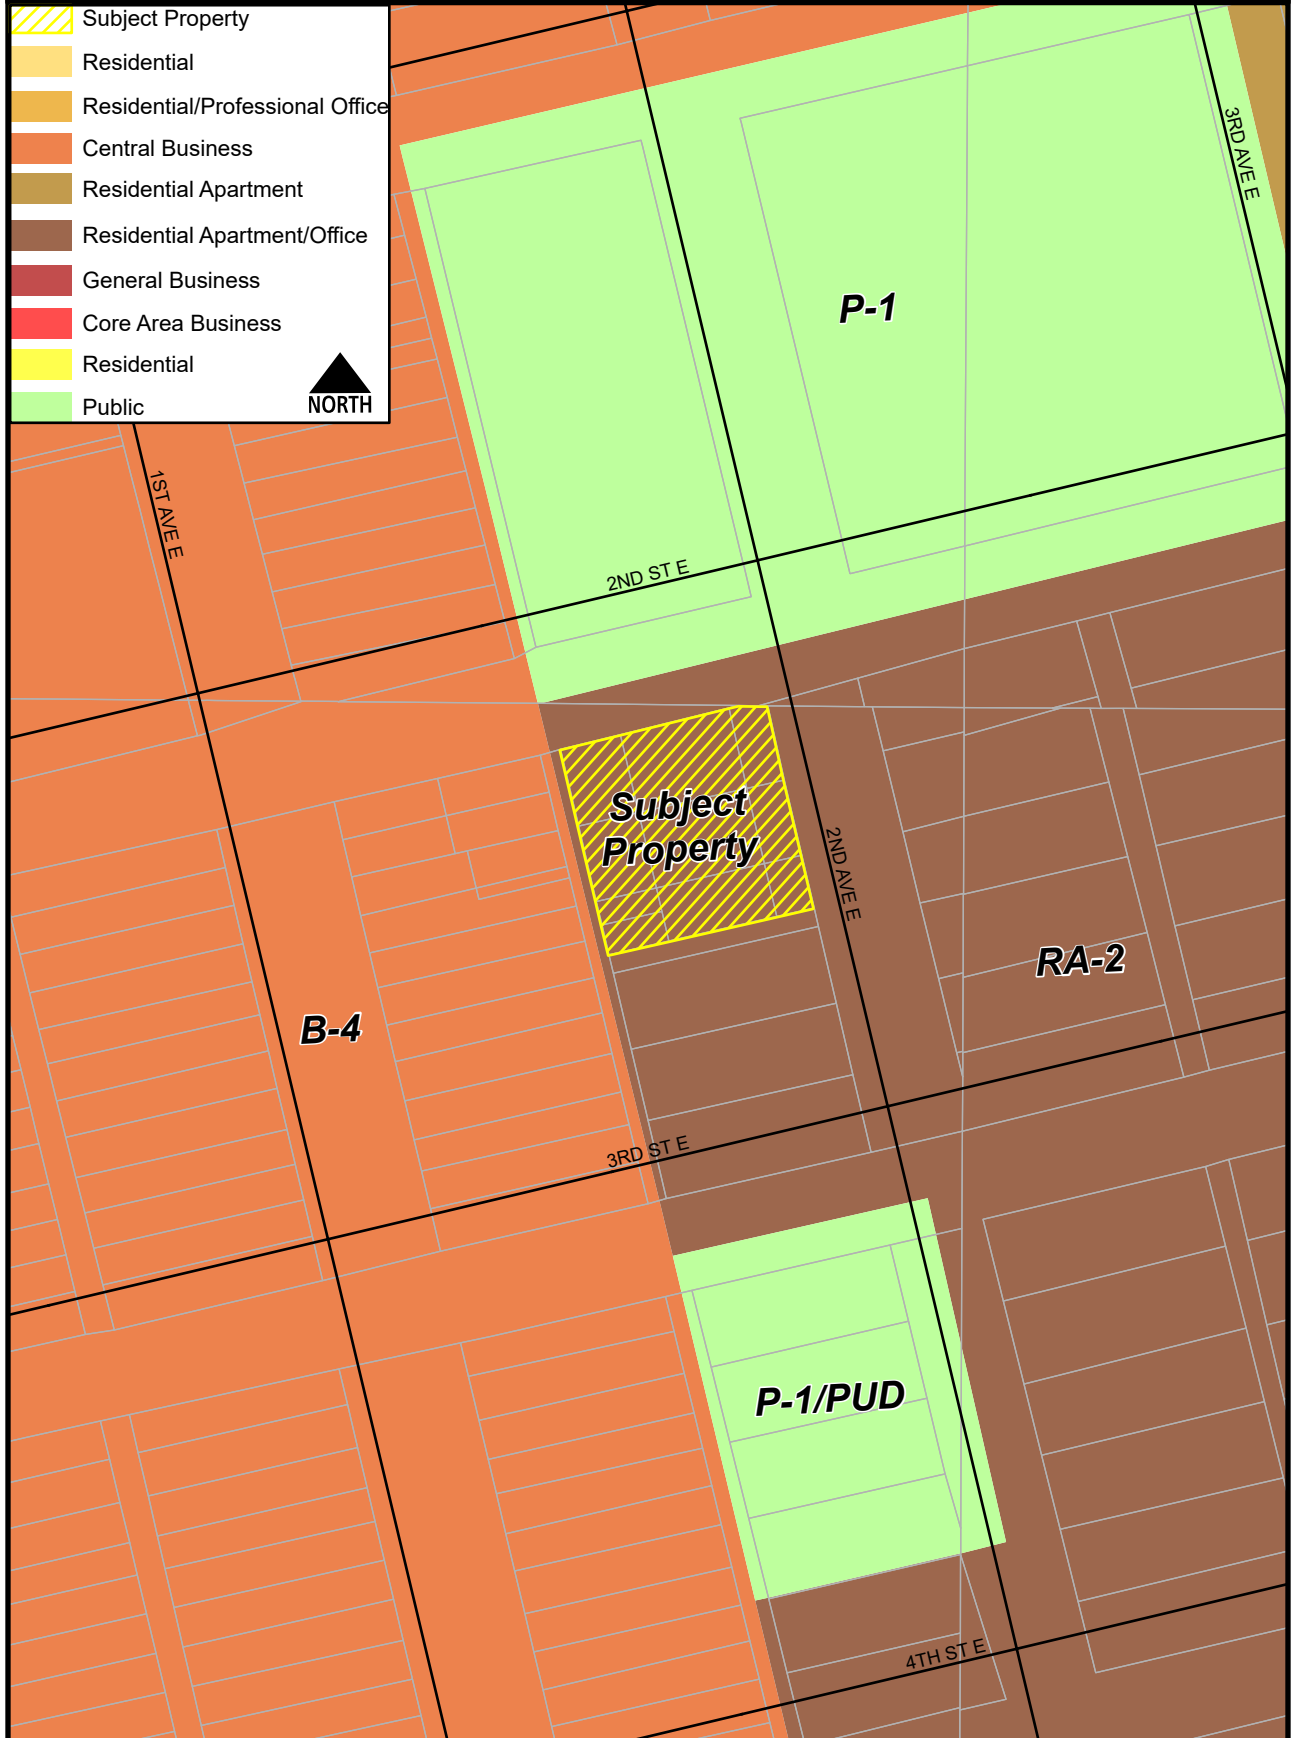 Subject Property
Residential
Residential/Professional Office
Central Business
Residential Apartment
Residential Apartment/Office
General Business
Core Area Business
Residential
Public
NORTH
3RD AVE E
P-1
1ST AVE E
2ND ST E
Subject
Property
2ND AVE E
RA-2
B-4
3RD ST E
P-1/PUD
4TH ST E